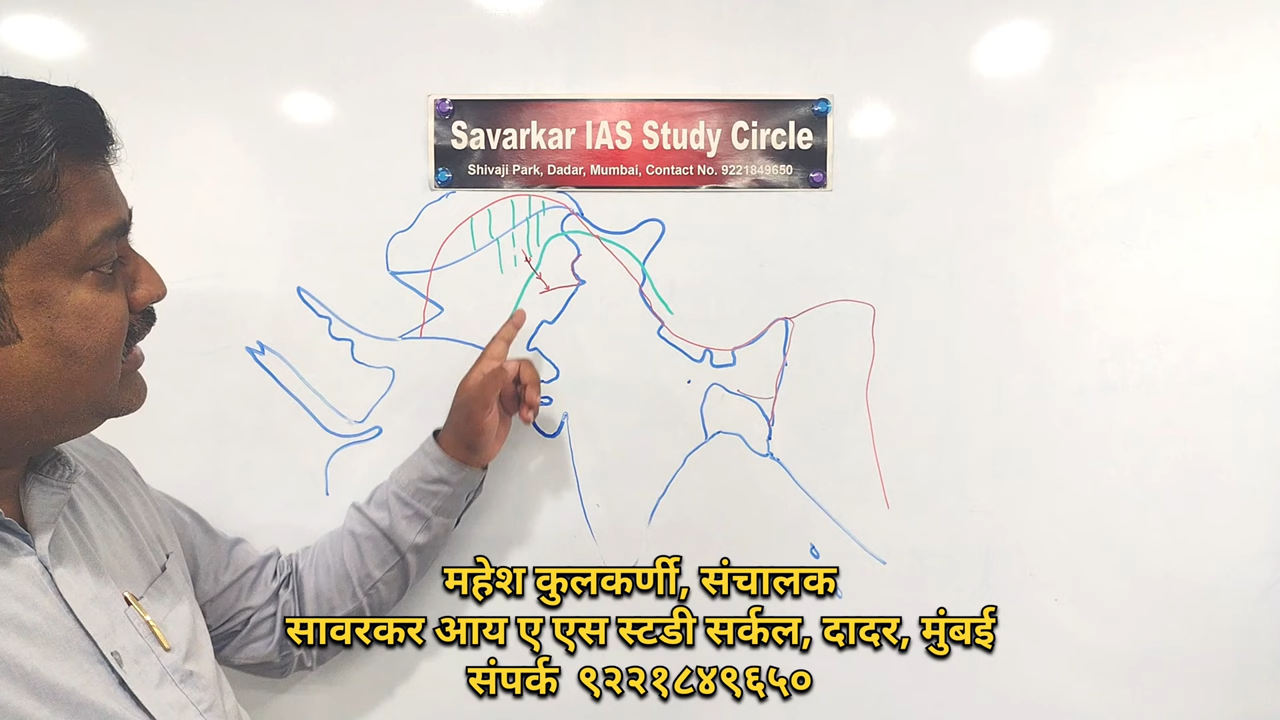 Savarkar IAS Study Circle
Shivaji Park, Dadar, Mumbai, Contact No. 9221849650
महेश कुलकर्णी, संचालक
सावरकर आय ए एस स्टडी सर्कल, दादर, मुंबई
संपर्क ९२२१८४९६५०